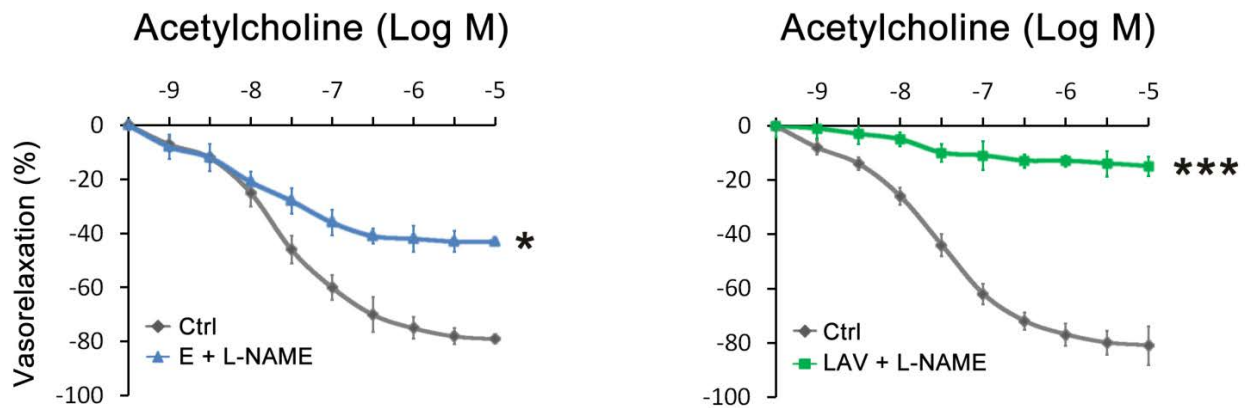 Acetylcholine (Log M)
-9 -8 -7 -6 -5
Vasorelaxation (%)
0
-20
-40
-60
-80
-100
*
Ctrl
E + L-NAME
Acetylcholine (Log M)
-9 -8 -7 -6 -5
0
-20
-40
-60
-80
-100
***
Ctrl
LAV + L-NAME